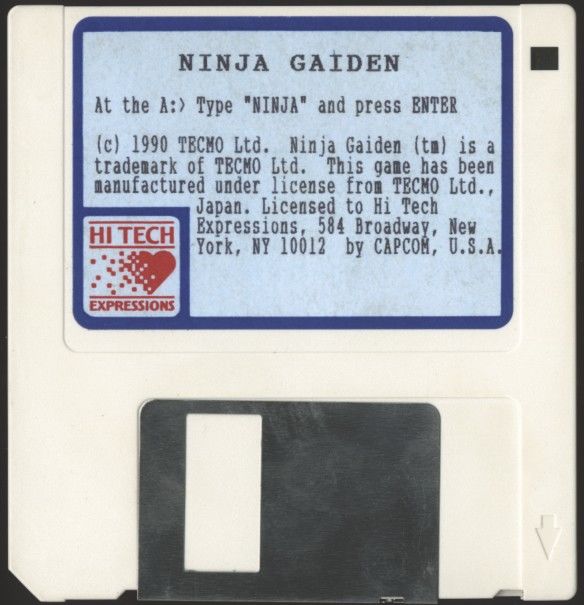 NINJA GAIDEN
At the A:> Type "NINJA" and press ENTER
(c) 1990 TECMO Ltd. Ninja Gaiden (tm) is a
trademark of TECMO Ltd. This game has been
manufactured under license from TECMO Ltd.,
Japan. Licensed to Hi Tech
Expressions, 584 Broadway, New
York, NY 10012 by CAPCOM, U.S.A.
HI TECH
EXPRESSIONS